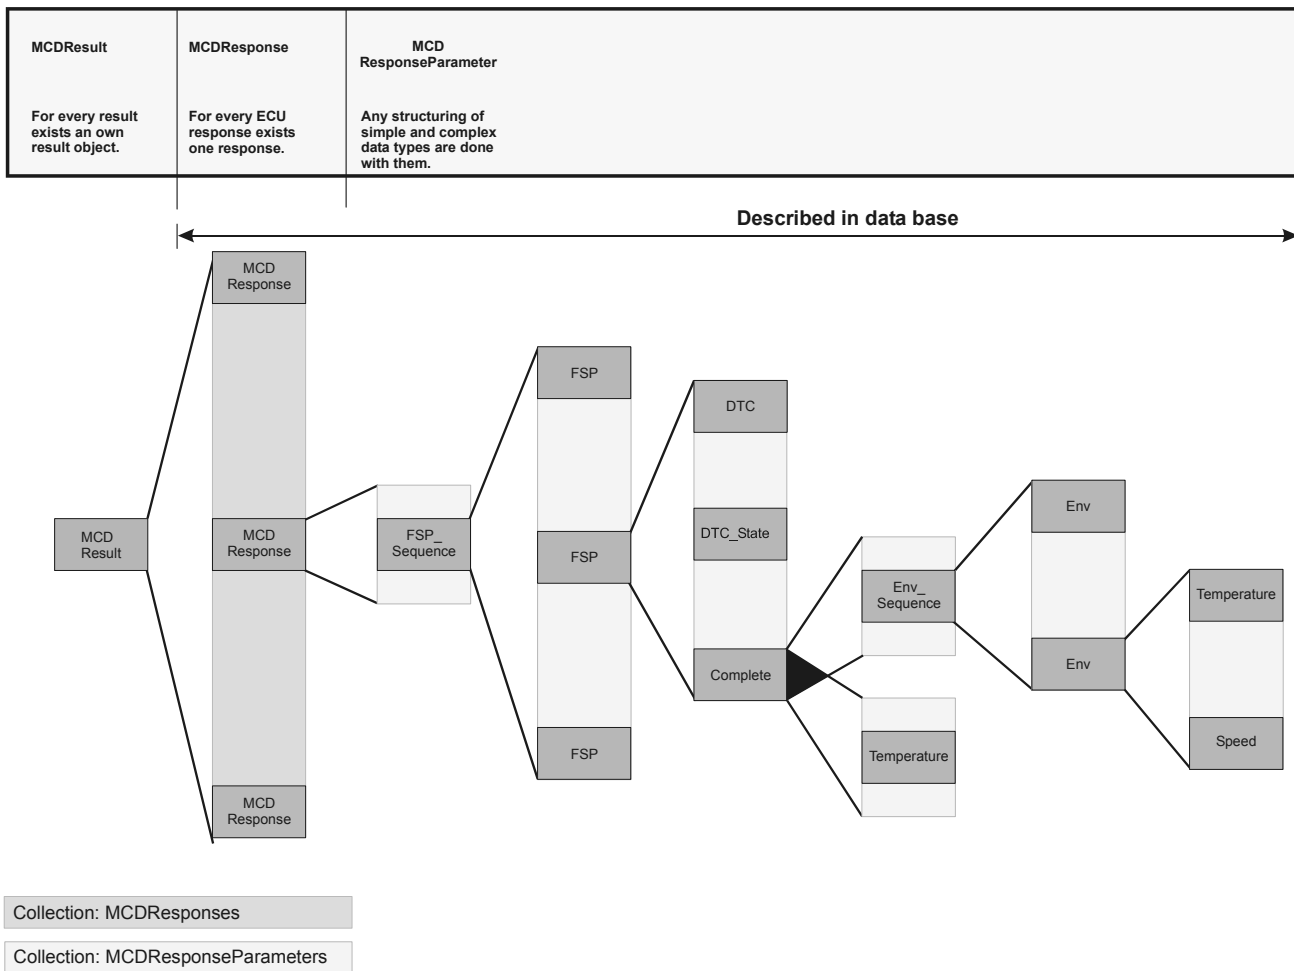 MCDResult
For every result
exists an own
result object.
MCDResponse
For every ECU
response exists
one response.
MCD
ResponseParameter
Any structuring of
simple and complex
data types are done
with them.
Described in data base
MCD
Result
MCD
Response
MCD
Response
MCD
Response
FSP_
Sequence
FSP
FSP
FSP
DTC
DTC_State
Complete
Env_
Sequence
Temperature
Env
Env
Temperature
Speed
Collection: MCDResponses
Collection: MCDResponseParameters